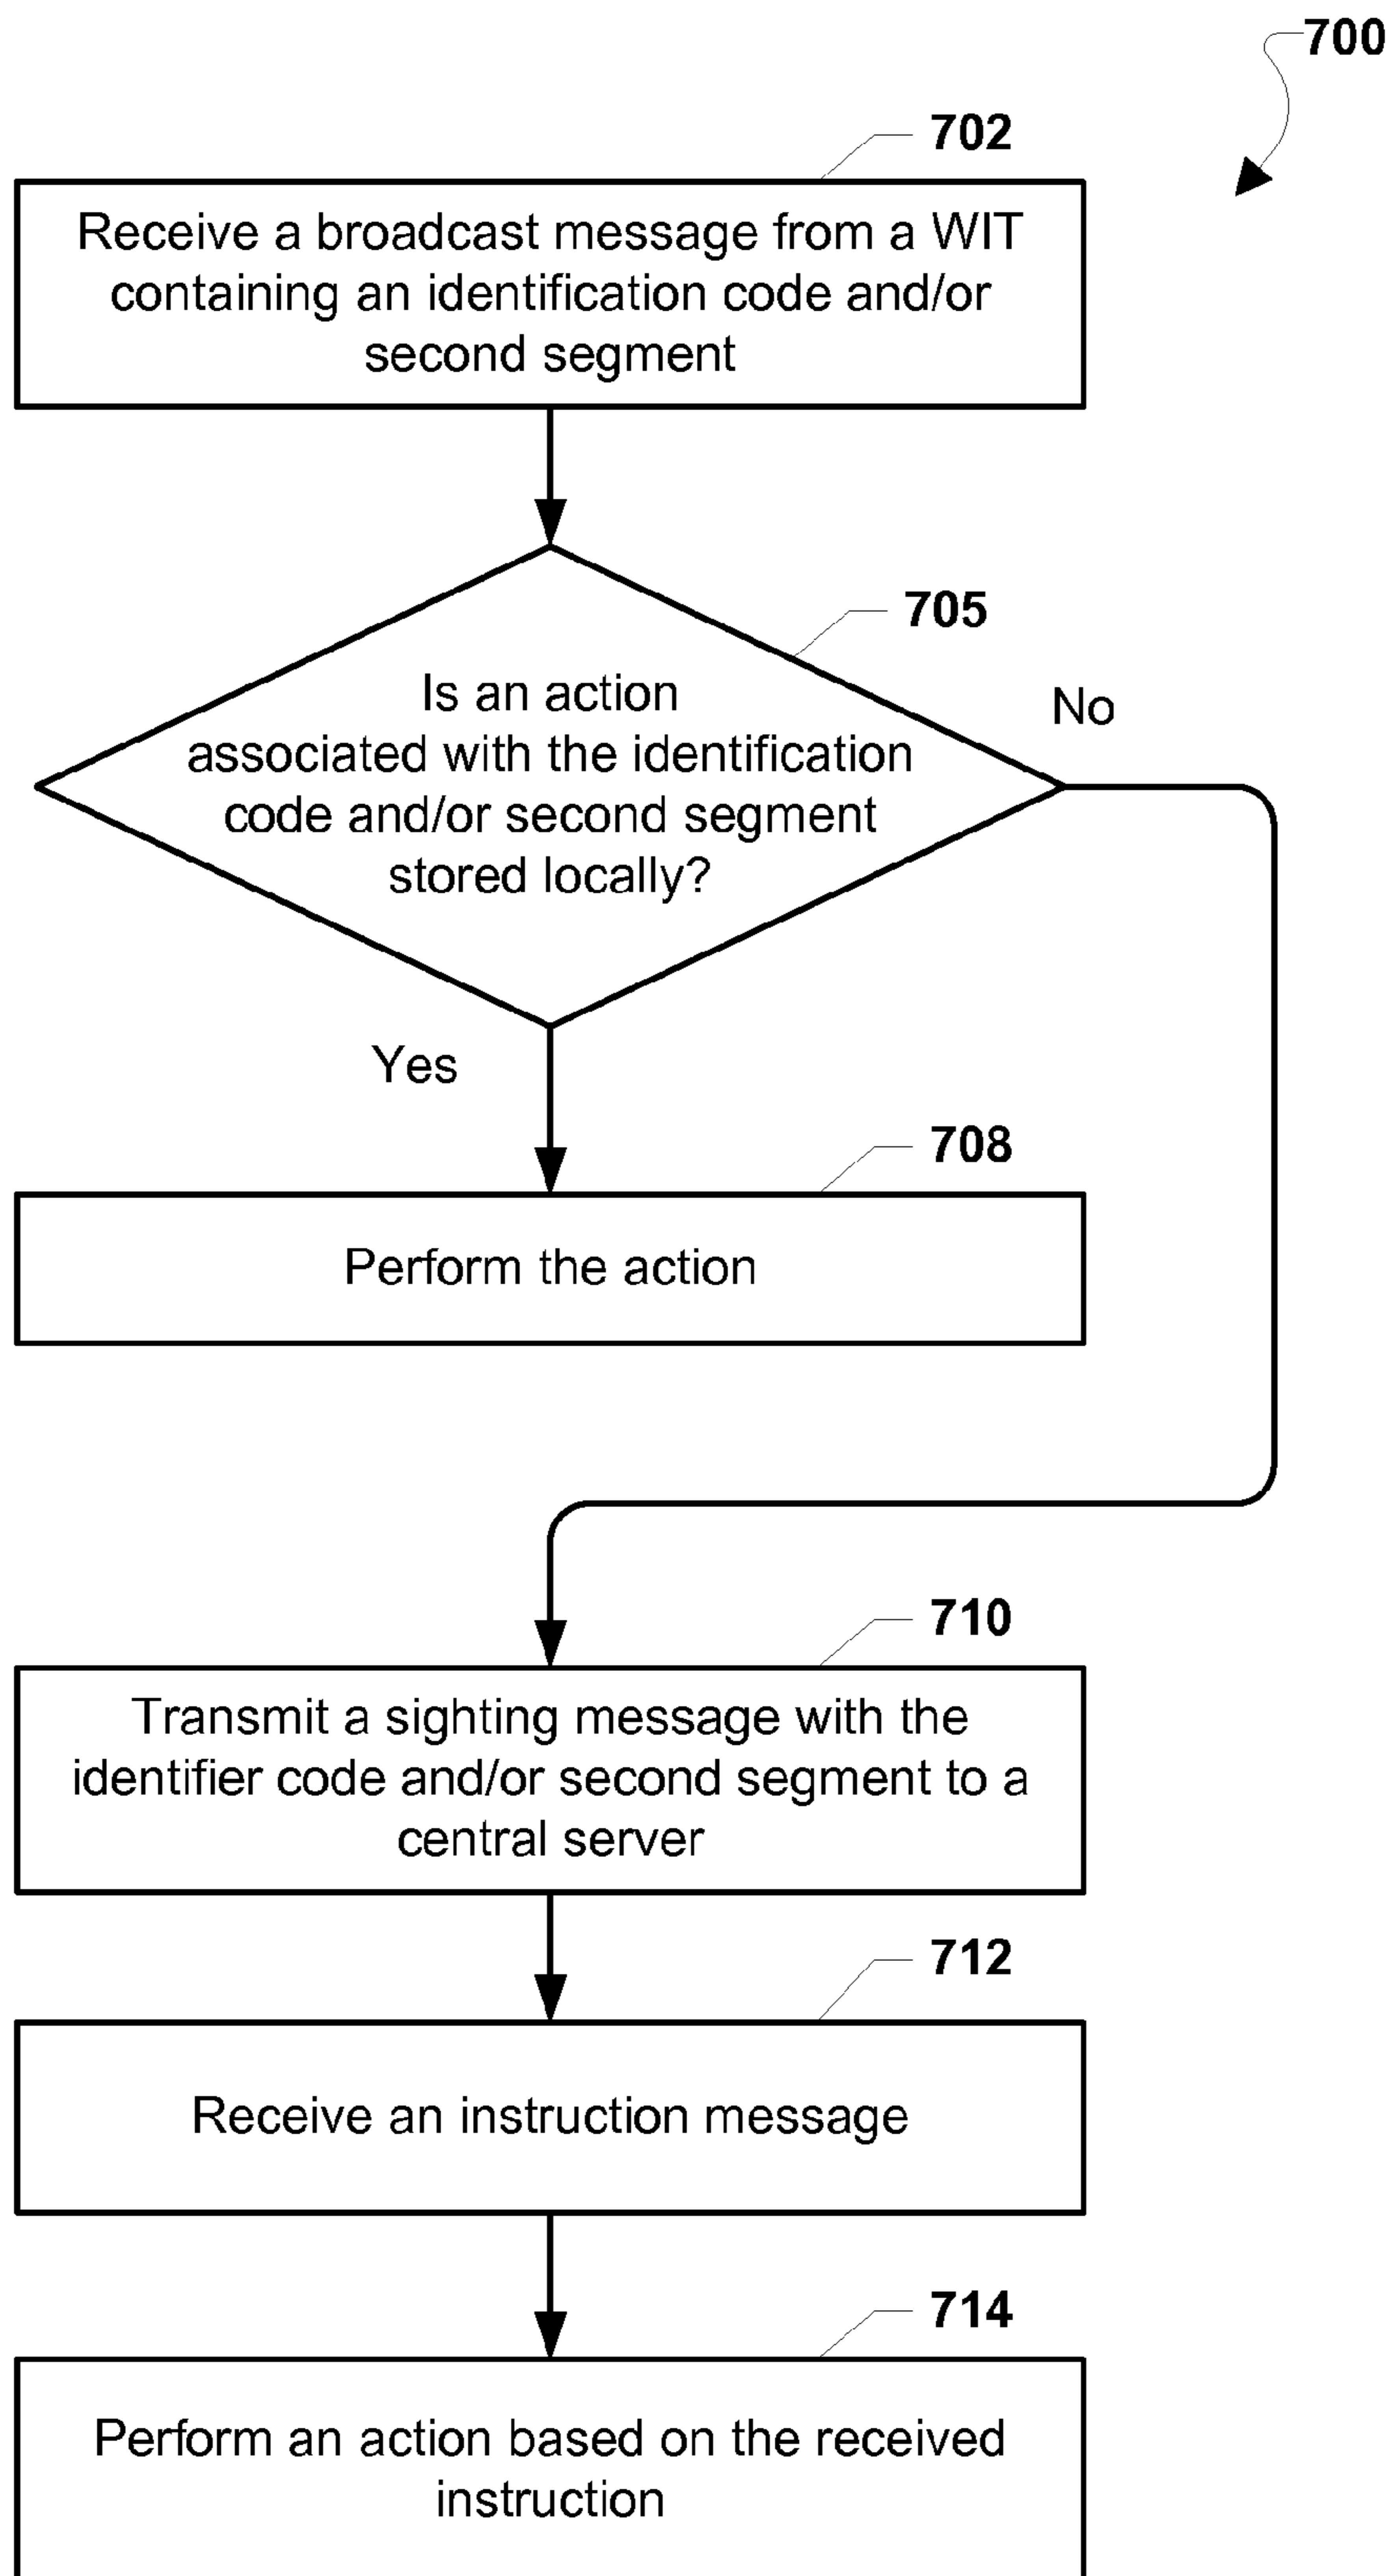 700
702
Receive a broadcast message from a WIT
containing an identification code and/or
second segment
705
No
Is an action
associated with the identification
code and/or second segment
stored locally?
Yes
708
Perform the action
710
Transmit a sighting message with the
identifier code and/or second segment to a
central server
712
Receive an instruction message
714
Perform an action based on the received
instruction